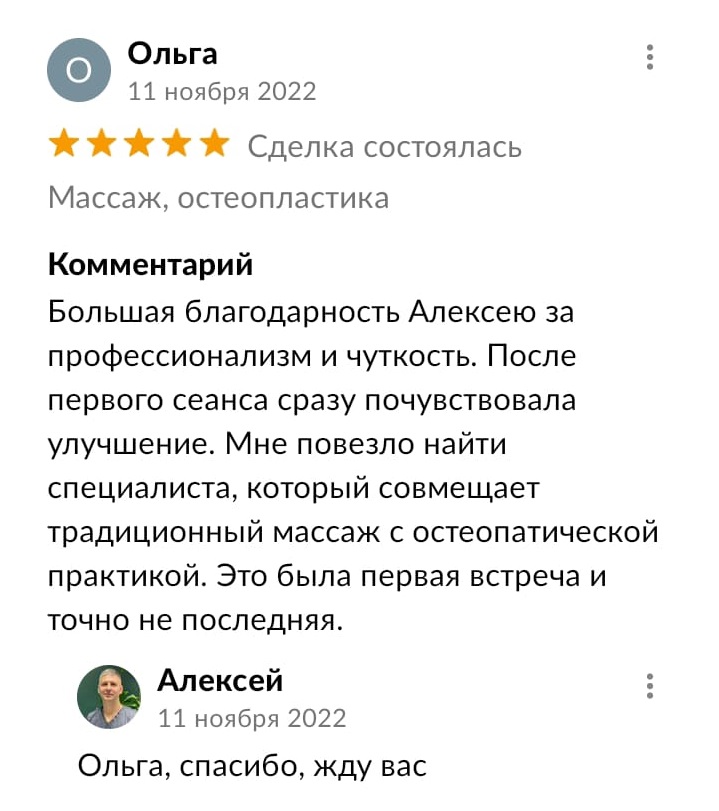 О
Ольга
11 ноября 2022
Сделка состоялась
Массаж, остеопластика
Комментарий
Большая благодарность Алексею за
профессионализм и чуткость. После
первого сеанса сразу почувствовала
улучшение. Мне повезло найти
специалиста, который совмещает
традиционный массаж с остеопатической
практикой. Это была первая встреча и
точно не последняя.
Алексей
11 ноября 2022
Ольга, спасибо, жду вас